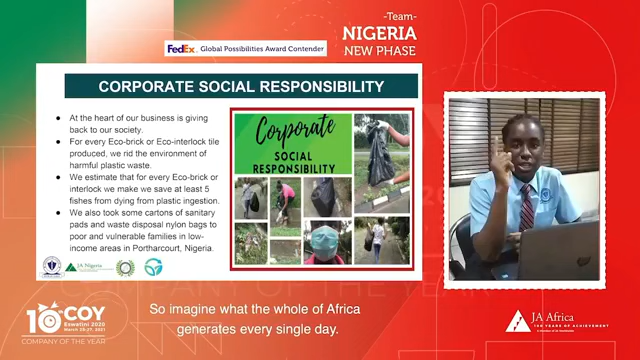 -Team-
NIGERIA
NEW PHASE
FedEx. Global Possibilities Award Contender
CORPORATE SOCIAL RESPONSIBILITY
● At the heart of our business is giving
back to our society.
● For every Eco-brick or Eco-interlock tile
produced, we rid the environment of
harmful plastic waste.
● We estimate that for every Eco-brick or
interlock we make we save at least 5
fishes from dying from plastic ingestion.
● We also took some cartons of sanitary
pads and waste disposal nylon bags to
poor and vulnerable families in low-
income areas in Portharcourt, Nigeria.
Corporate
SOCIAL
RESPONSIBILITY
JA Nigeria
COY
Eswatini 2020
COMPANY OF THE YEAR
So imagine what the whole of Africa
generates every single day.
JA Africa
100 YEARS OF ACHIEVEMENT